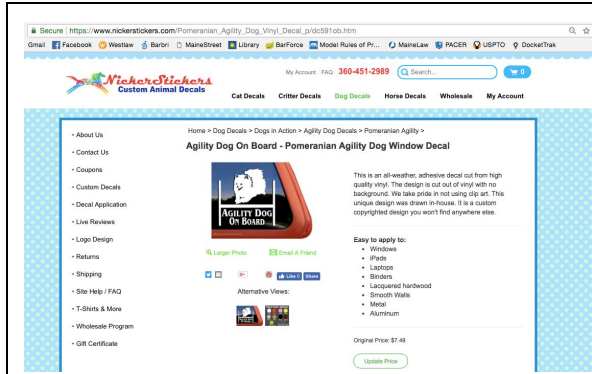 Secure | https://www.nickerstickers.com/Pomeranian_Agility_Dog_Vinyl_Decal_p/dc591ob.htm
Gmail Facebook Westlaw Barbri MaineStreet Library BarForce Model Rules of Pr... MaineLaw PACER USPTO DocketTrak
NickerStickers
Custom Animal Decals
My Account FAQ 360-451-2989 Search... 0
Cat Decals Critter Decals Dog Decals Horse Decals Wholesale My Account
• About Us
• Contact Us
• Coupons
• Custom Decals
• Decal Application
• Live Reviews
• Logo Design
• Returns
• Shipping
• Site Help / FAQ
• T-Shirts & More
• Wholesale Program
• Gift Certificate
Home > Dog Decals > Dogs in Action > Agility Dog Decals > Pomeranian Agility >
Agility Dog On Board - Pomeranian Agility Dog Window Decal
AGILITY DOG
ON BOARD
Larger Photo Email A Friend
Like 0 Share
Alternative Views:
This is an all-weather, adhesive decal cut from high
quality vinyl. The design is cut out of vinyl with no
background. We take pride in not using clip art. This
unique design was drawn in-house. It is a custom
copyrighted design you won't find anywhere else.
Easy to apply to:
• Windows
• iPads
• Laptops
• Binders
• Lacquered hardwood
• Smooth Walls
• Metal
• Aluminum
Original Price: $7.49
Update Price